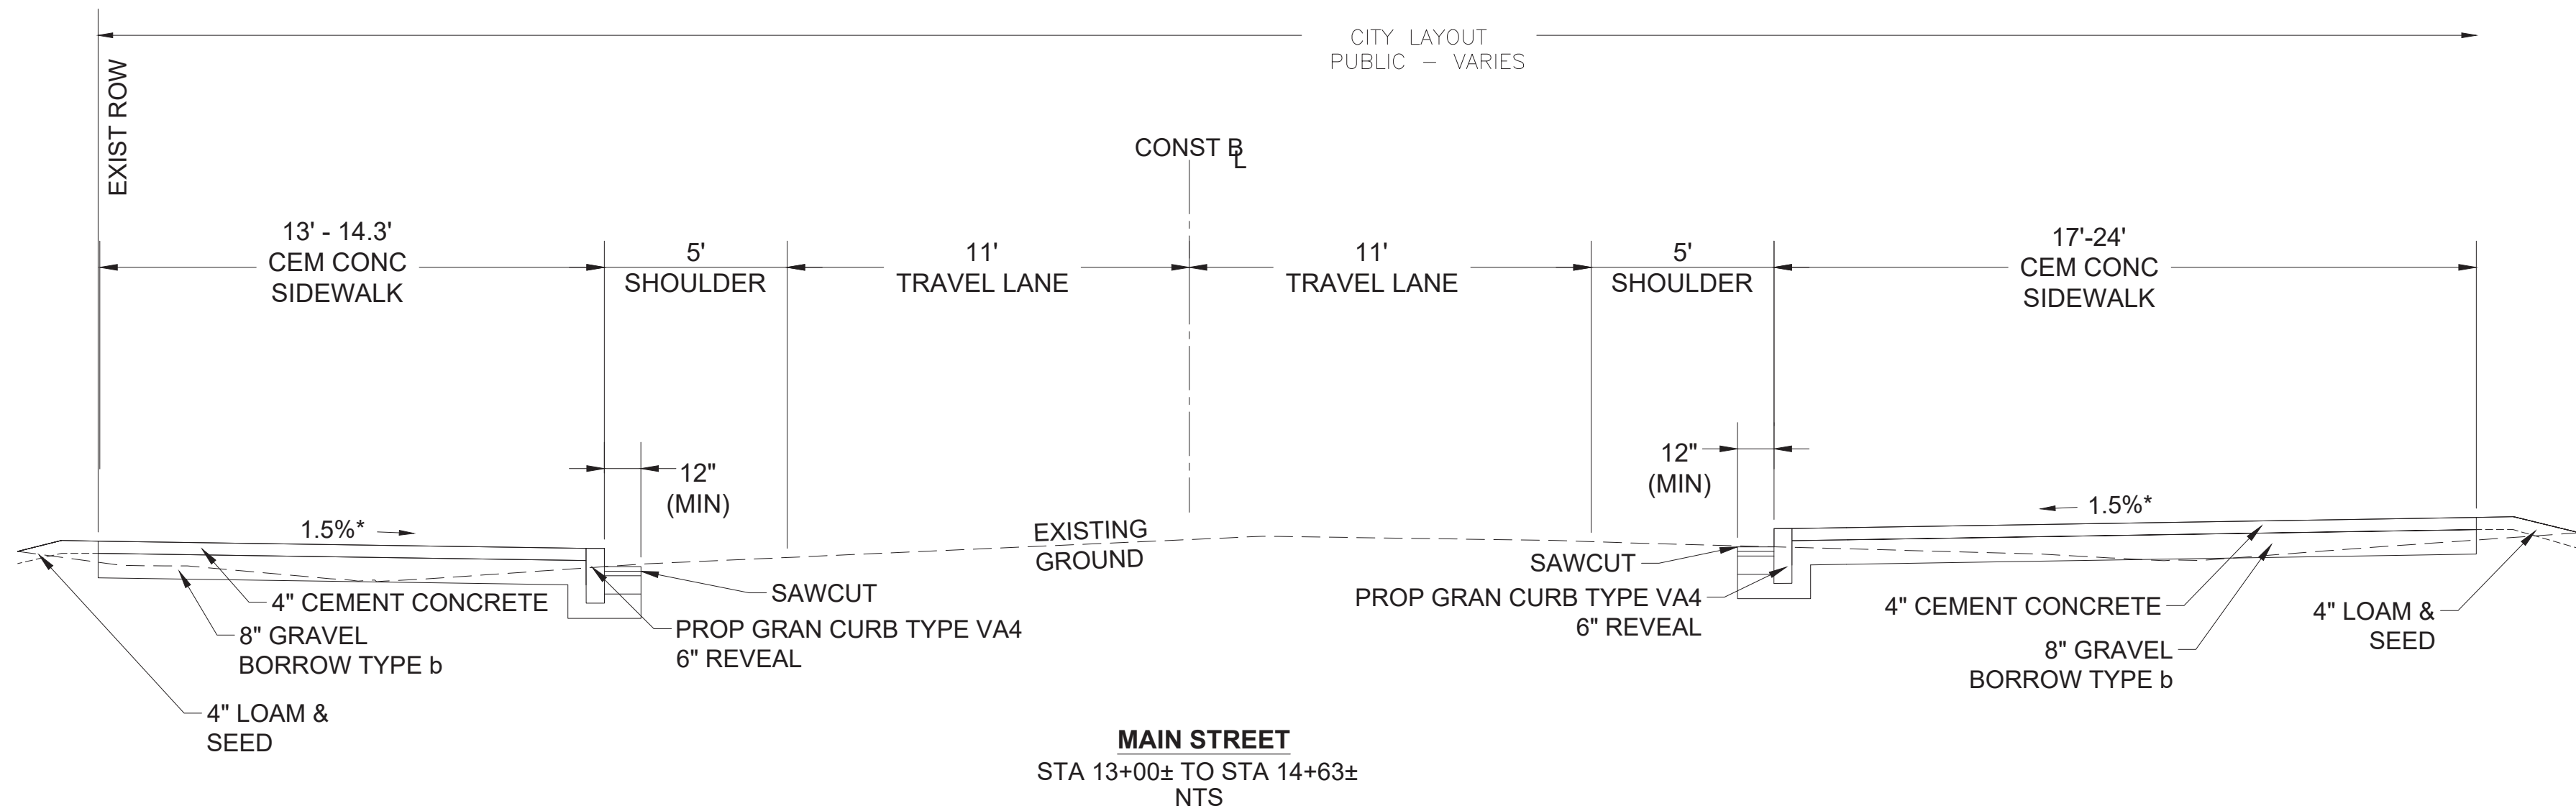 CITY LAYOUT
PUBLIC - VARIES
EXIST ROW
CONST BL
13' - 14.3'
CEM CONC
SIDEWALK
5'
SHOULDER
11'
TRAVEL LANE
11'
TRAVEL LANE
5'
SHOULDER
17'-24'
CEM CONC
SIDEWALK
12"
(MIN)
12"
(MIN)
1.5%*
1.5%*
EXISTING
GROUND
4" CEMENT CONCRETE
8" GRAVEL
BORROW TYPE b
4" LOAM &
SEED
SAWCUT
PROP GRAN CURB TYPE VA4
6" REVEAL
SAWCUT
PROP GRAN CURB TYPE VA4
6" REVEAL
4" CEMENT CONCRETE
8" GRAVEL
BORROW TYPE b
4" LOAM &
SEED
MAIN STREET
STA 13+00± TO STA 14+63±
NTS